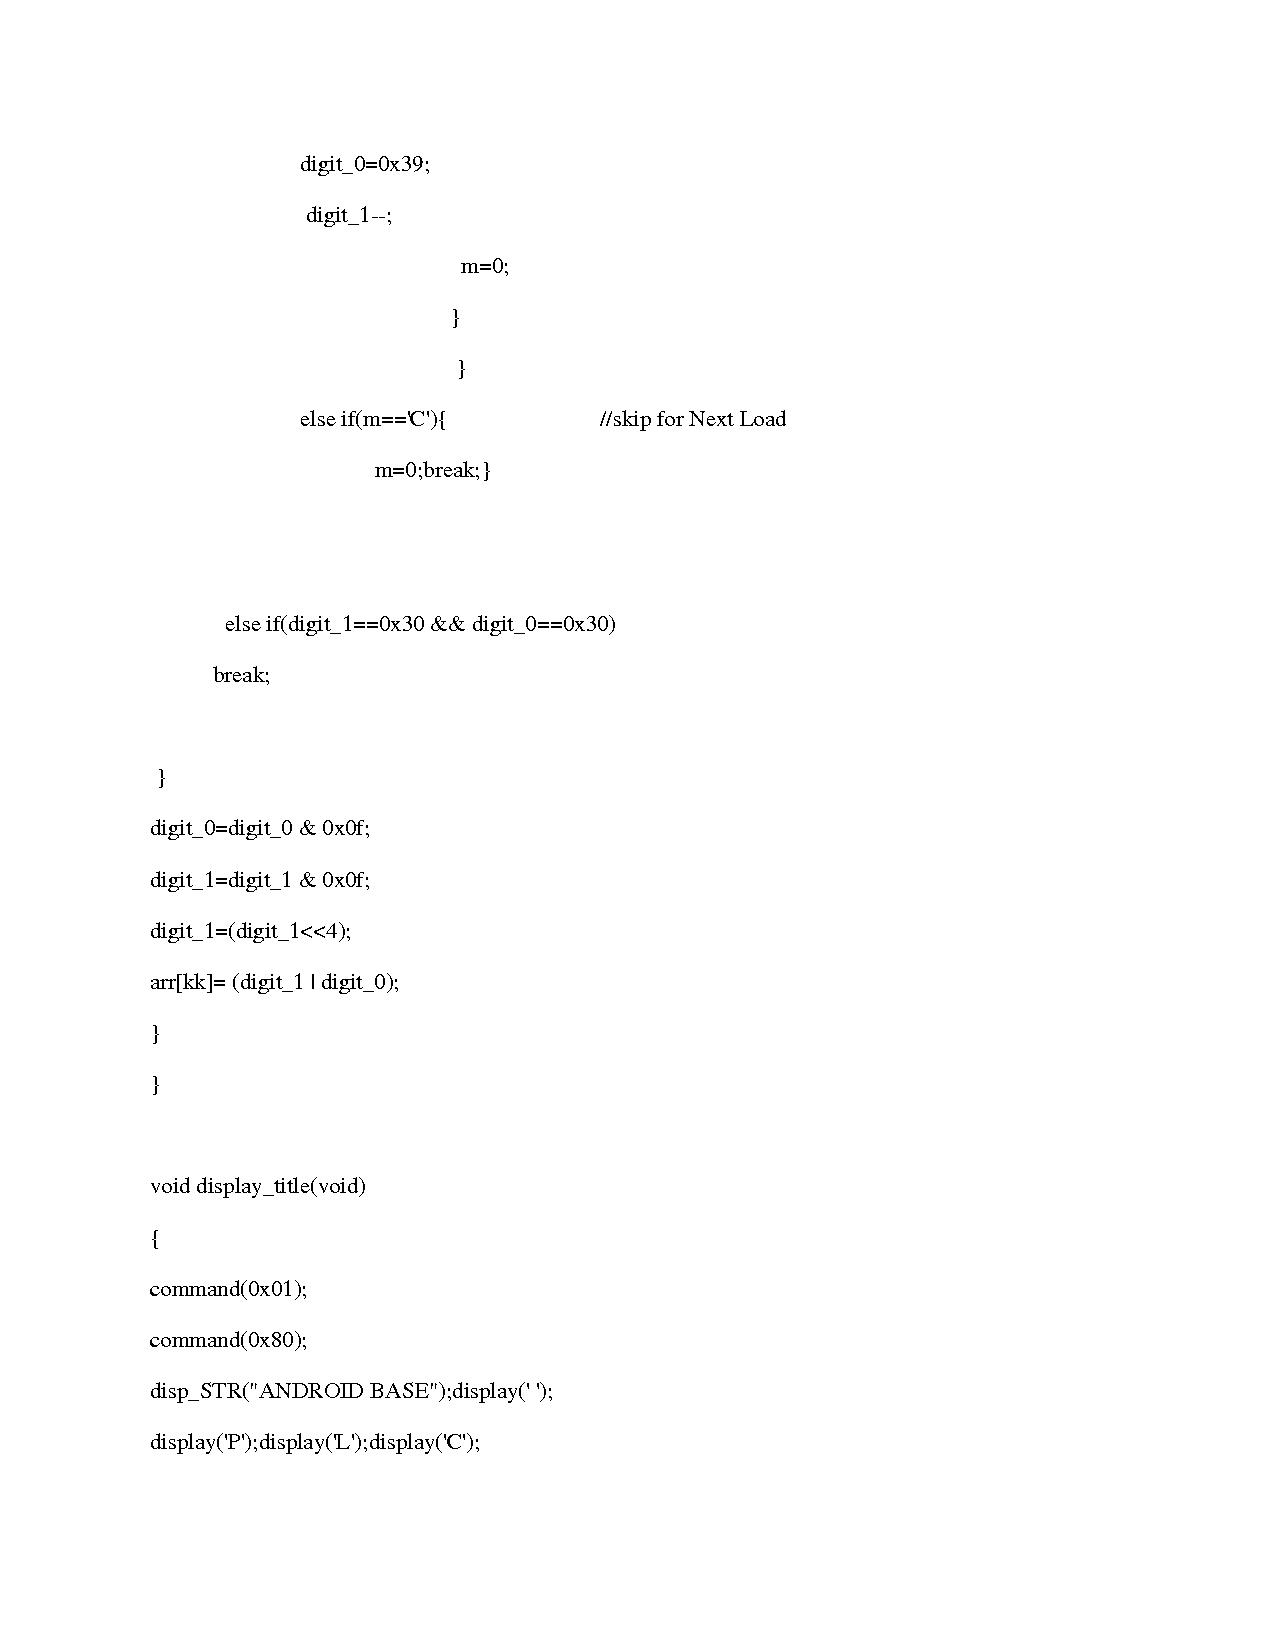 digit_0=0x39;
digit_1--;
m=0;
}
}
else if(m=='C'){ //skip for Next Load
m=0;break;}
else if(digit_1==0x30 && digit_0==0x30)
break;
}
digit_0=digit_0 & 0x0f;
digit_1=digit_1 & 0x0f;
digit_1=(digit_1<<4);
arr[kk]= (digit_1 | digit_0);
}
}
void display_title(void)
{
command(0x01);
command(0x80);
disp_STR("ANDROID BASE");display(' ');
display('P');display('L');display('C');